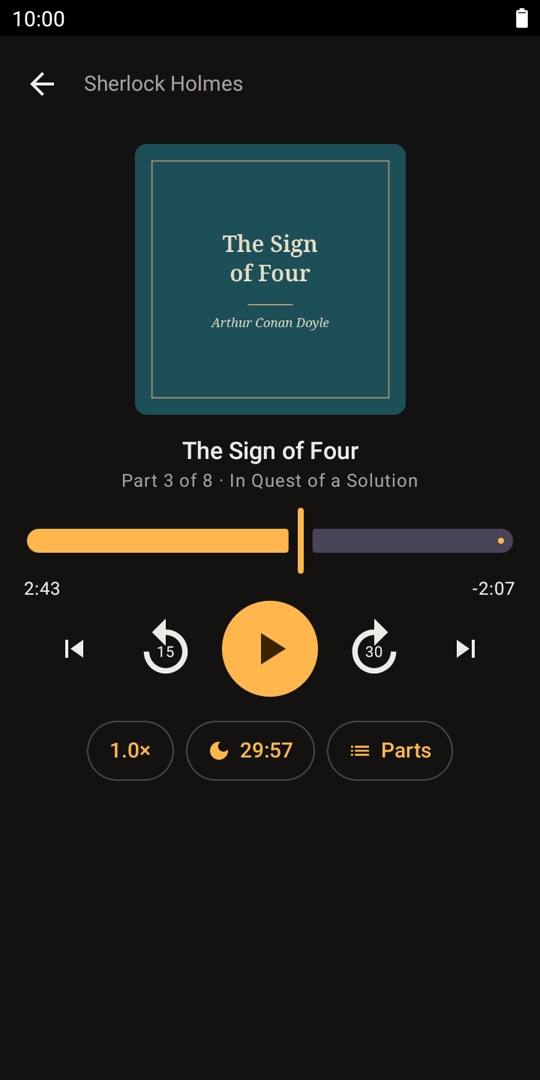 10:00
Sherlock Holmes
The Sign
of Four
Arthur Conan Doyle
The Sign of Four
Part 3 of 8 · In Quest of a Solution
2:43
-2:07
15
30
1.0×
29:57
Parts